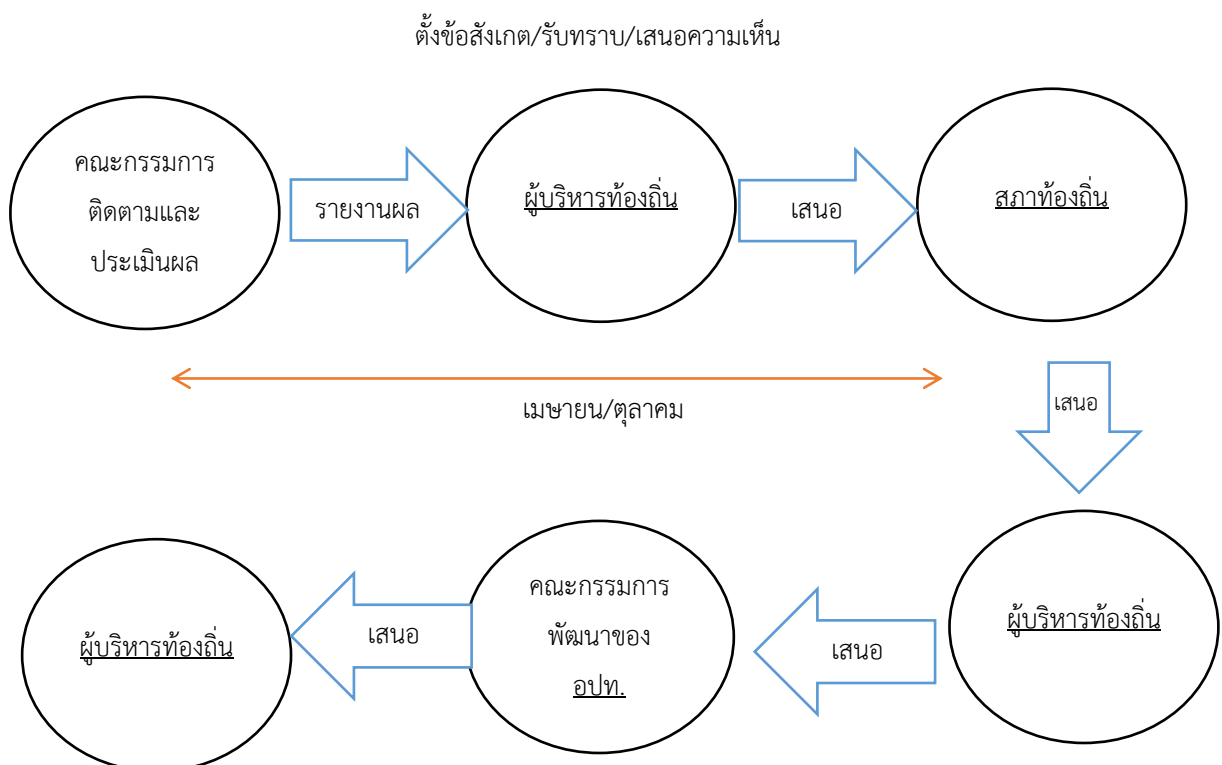 ตั้งข้อสังเกต/รับทราบ/เสนอความเห็น
คณะกรรมการ
ติดตามและ
ประเมินผล
รายงานผล
ผู้บริหารท้องถิ่น
เสนอ
สภาท้องถิ่น
เมษายน/ตุลาคม
เสนอ
ผู้บริหารท้องถิ่น
เสนอ
คณะกรรมการ
พัฒนาของ
อปท.
เสนอ
ผู้บริหารท้องถิ่น